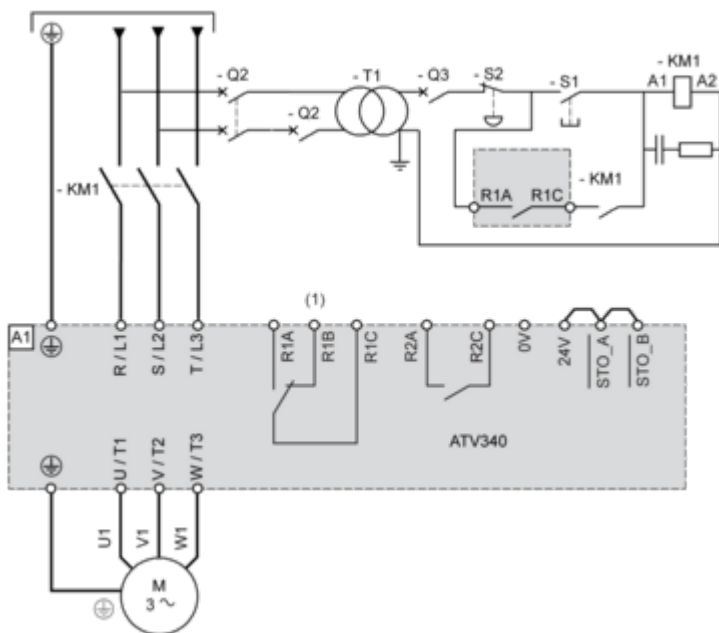 - Q2
- T1
- Q3
- S2
- S1
- KM1
A1 A2
- Q2
- KM1
R1A R1C
- KM1
(1)
A1
R / L1
S / L2
T / L3
R1A
R1B
R1C
R2A
R2C
0V
24V
STO_A
STO_B
ATV340
U / T1
V / T2
W / T3
U1
V1
W1
M
3 ~